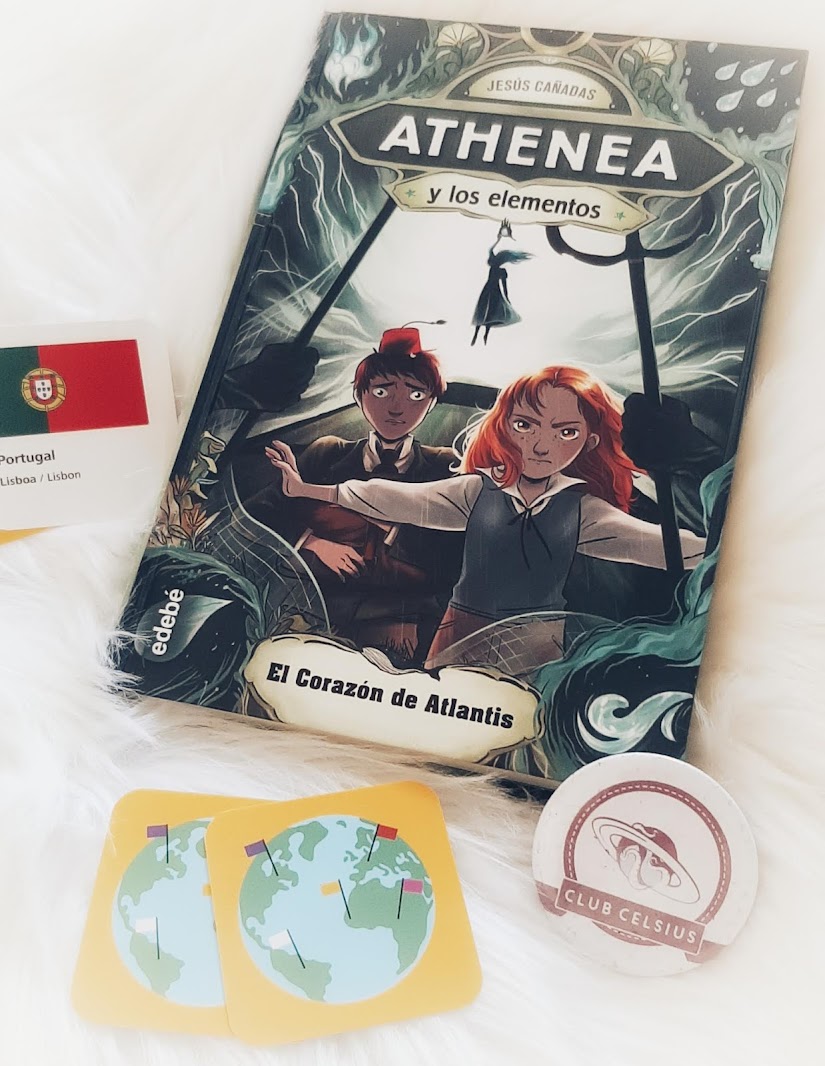 JESÚS CAÑADAS
ATHENEA
y los elementos
Portugal
Lisboa / Lisbon
edebé
El Corazón de Atlantis
CLUB CELSIUS